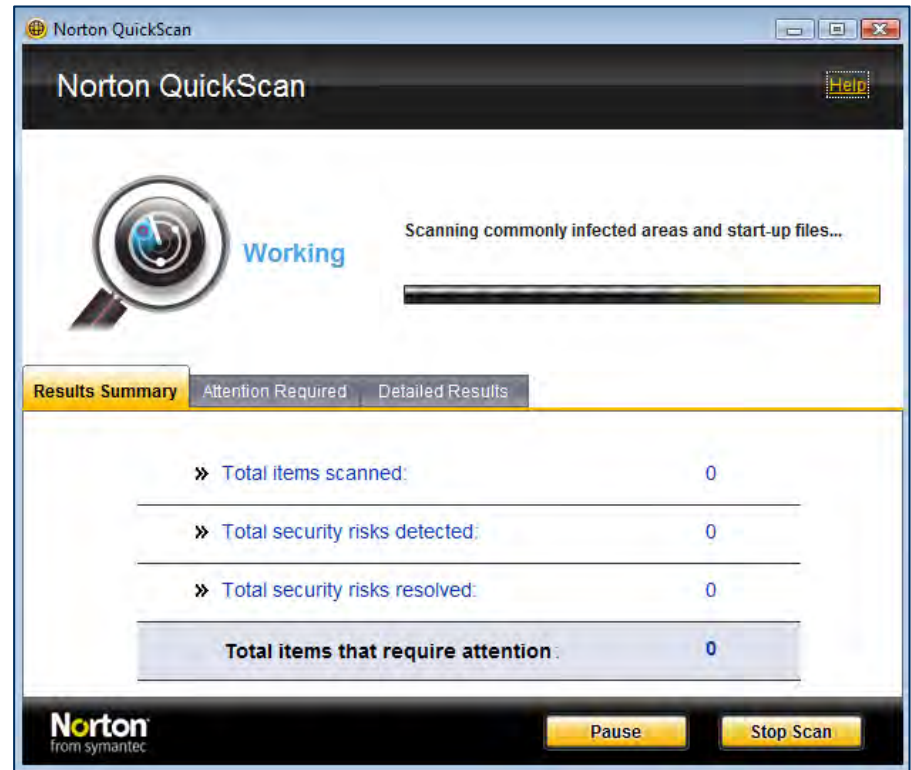 Norton QuickScan
Norton QuickScan
Help
Working
Scanning commonly infected areas and start-up files...
Results Summary
Attention Required
Detailed Results
» Total items scanned: 0
» Total security risks detected: 0
» Total security risks resolved: 0
Total items that require attention: 0
Norton
from symantec
Pause
Stop Scan